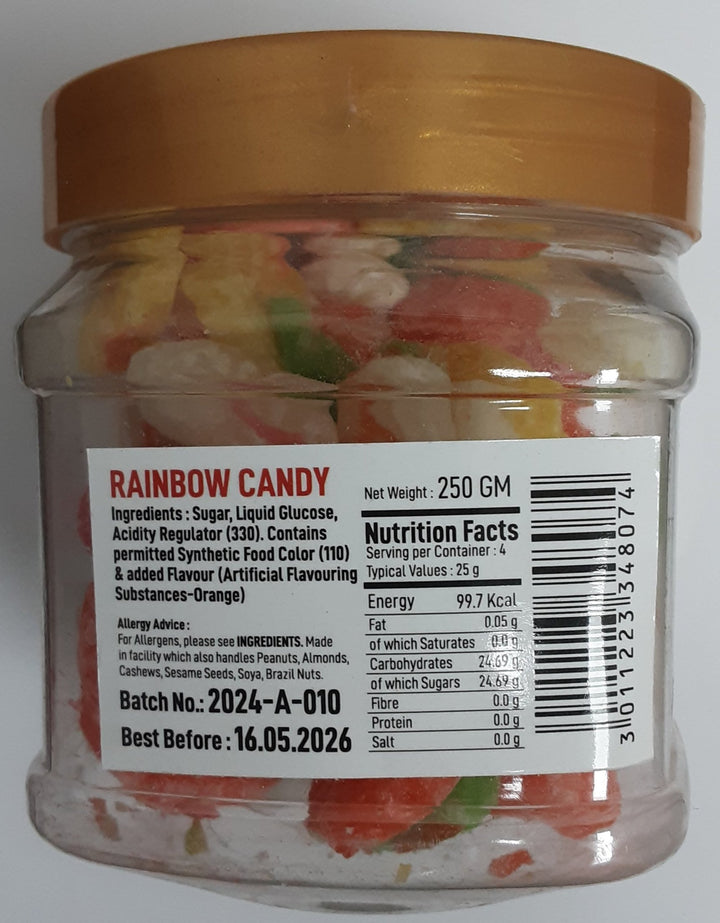 RAINBOW CANDY
Ingredients : Sugar, Liquid Glucose,
Acidity Regulator (330). Contains
permitted Synthetic Food Color (110)
& added Flavour (Artificial Flavouring
Substances-Orange)
Allergy Advice :
For Allergens, please see INGREDIENTS. Made
in facility which also handles Peanuts, Almonds,
Cashews, Sesame Seeds, Soya, Brazil Nuts.
Batch No.: 2024-A-010
Best Before : 16.05.2026
Net Weight : 250 GM
Nutrition Facts
Serving per Container : 4
Typical Values : 25 g
Energy 99.7 Kcal
Fat 0.05 g
of which Saturates 0.0 g
Carbohydrates 24.69 g
of which Sugars 24.69 g
Fibre 0.0 g
Protein 0.0 g
Salt 0.0 g
3 011223 348074